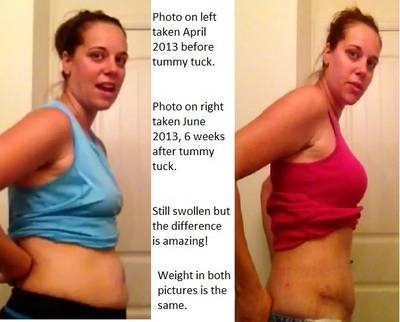 Photo on left
taken April
2013 before
tummy tuck.
Photo on right
taken June
2013, 6 weeks
after tummy
tuck.
Still swollen but
the difference
is amazing!
Weight in both
pictures is the
same.